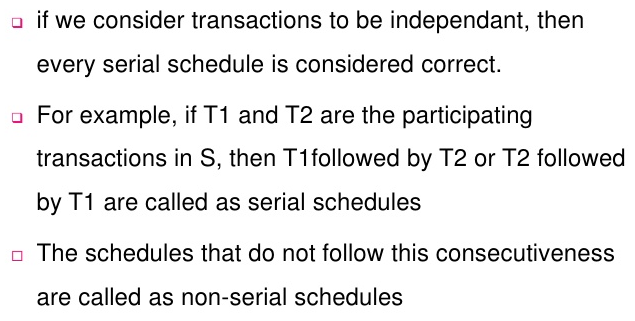 if we consider transactions to be independant, then
every serial schedule is considered correct.
For example, if T1 and T2 are the participating
transactions in S, then T1followed by T2 or T2 followed
by T1 are called as serial schedules
The schedules that do not follow this consecutiveness
are called as non-serial schedules